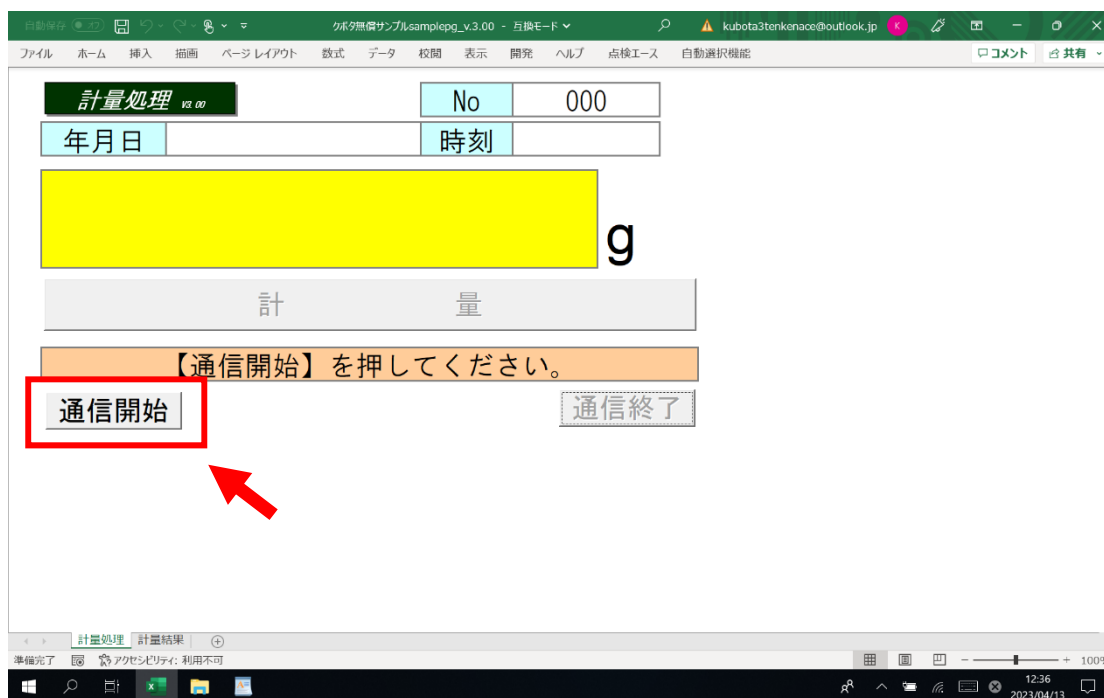 自動保存 オフ クボタ無償サンプルsamplepg_v.3.00 - 互換モード kubota3tenkenace@outlook.jp K
ファイル ホーム 挿入 描画 ページ レイアウト 数式 データ 校閲 表示 開発 ヘルプ 点検エース 自動選択機能 コメント 共有
計量処理 V3.00 No 000
年月日 時刻
g
計 量
【通信開始】を押してください。
通信開始 通信終了
計量処理 計量結果
準備完了 アクセシビリティ: 利用不可 100%
12:36
2023/04/13